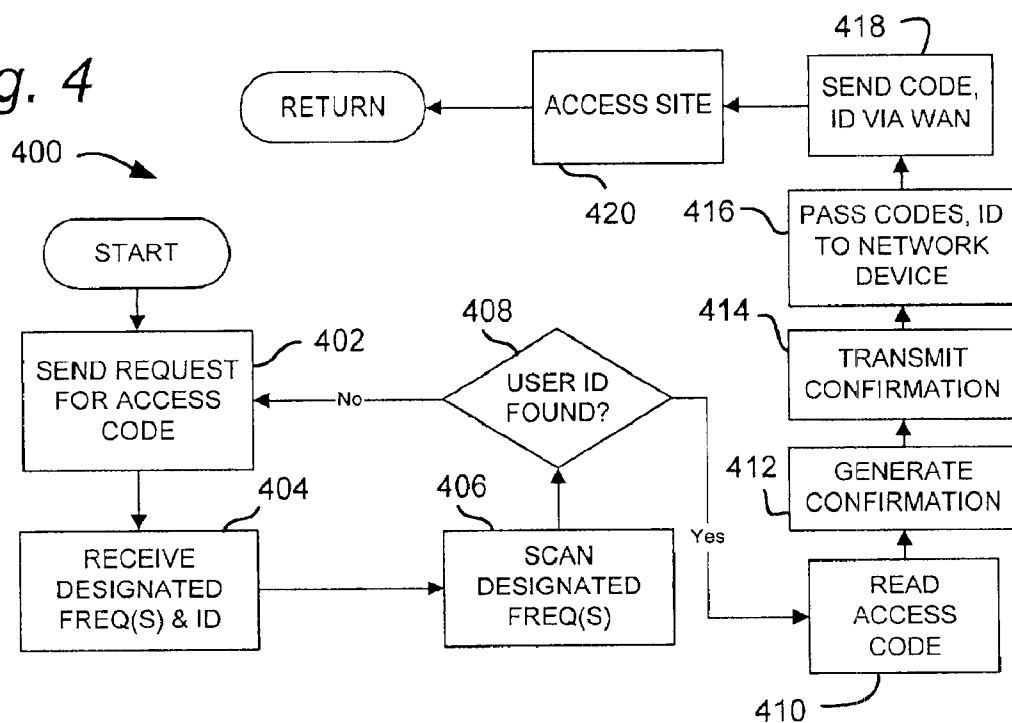 g. 4
400
START
SEND REQUEST
FOR ACCESS
CODE
402
RECEIVE
DESIGNATED
FREQ(S) & ID
404
SCAN
DESIGNATED
FREQ(S)
406
USER ID
FOUND?
408
No
Yes
READ
ACCESS
CODE
410
GENERATE
CONFIRMATION
412
TRANSMIT
CONFIRMATION
414
PASS CODES, ID
TO NETWORK
DEVICE
416
SEND CODE,
ID VIA WAN
418
ACCESS SITE
420
RETURN